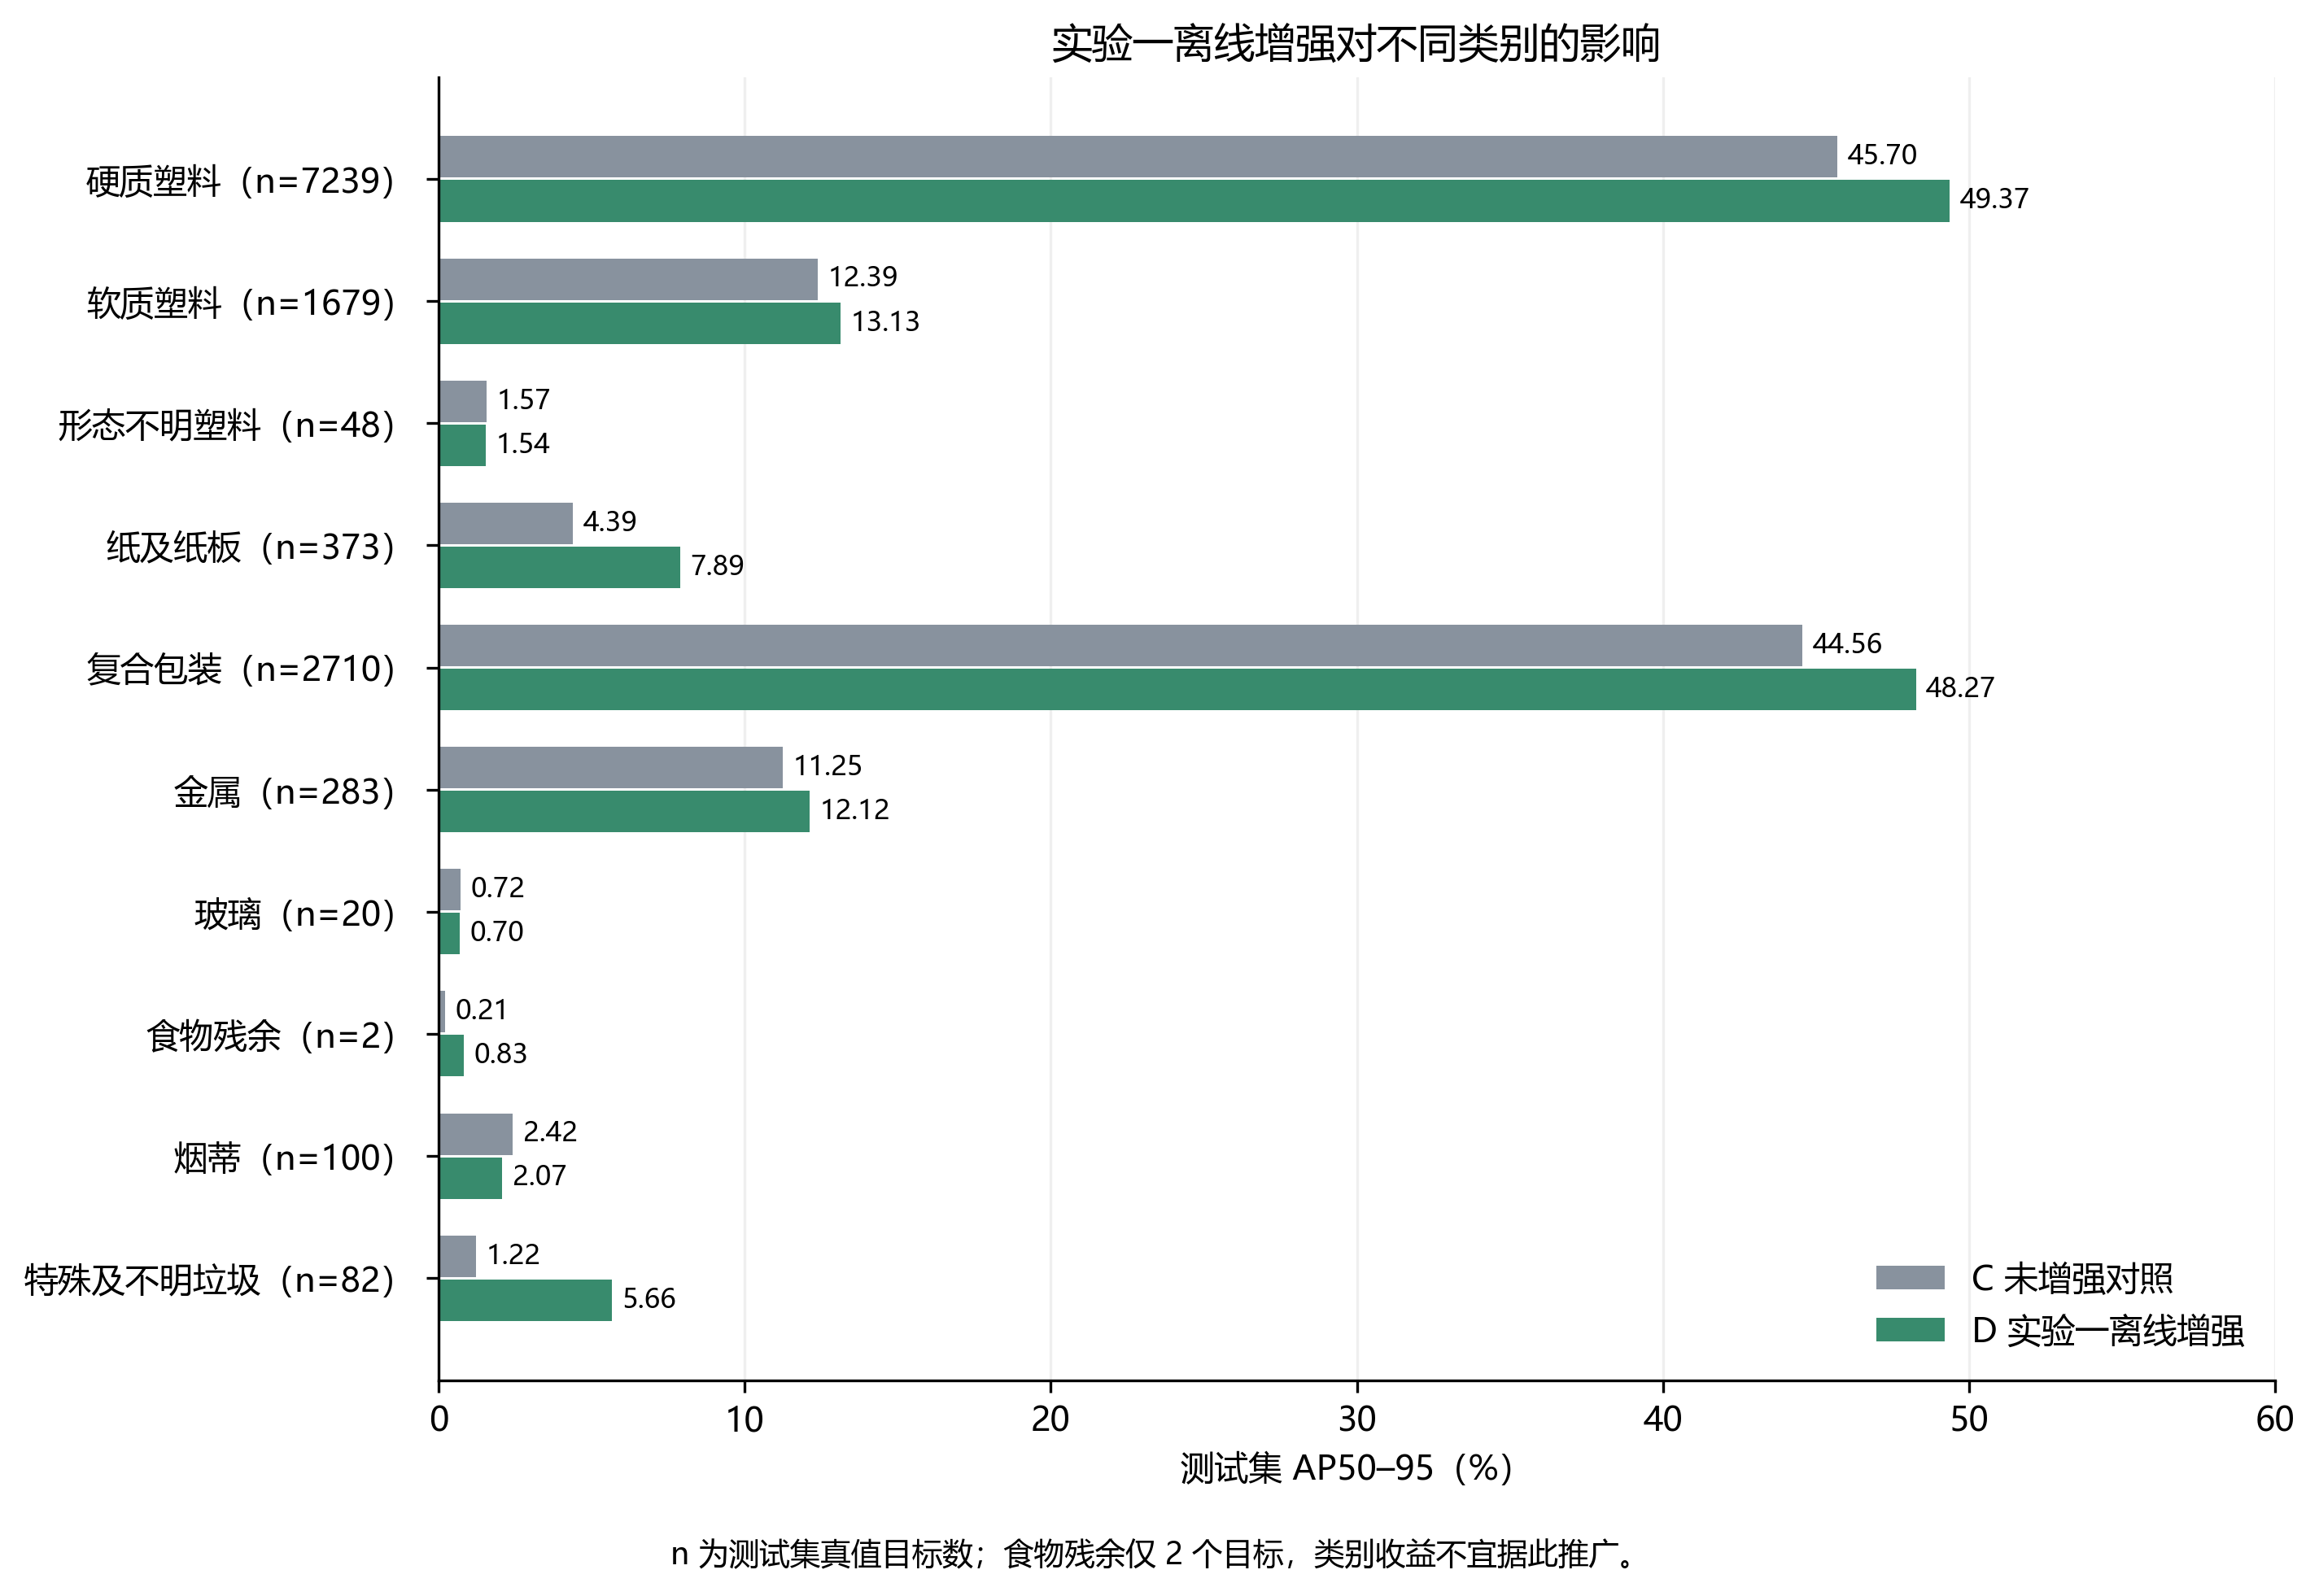 实验一离线增强对不同类别的影响
硬质塑料（n=7239）
45.70
49.37
软质塑料（n=1679）
12.39
13.13
形态不明塑料（n=48）
1.57
1.54
纸及纸板（n=373）
4.39
7.89
复合包装（n=2710）
44.56
48.27
金属（n=283）
11.25
12.12
玻璃（n=20）
0.72
0.70
食物残余（n=2）
0.21
0.83
烟蒂（n=100）
2.42
2.07
特殊及不明垃圾（n=82）
1.22
5.66
C 未增强对照
D 实验一离线增强
0 10 20 30 40 50 60
测试集 AP50–95（%）
n 为测试集真值目标数；食物残余仅 2 个目标，类别收益不宜据此推广。